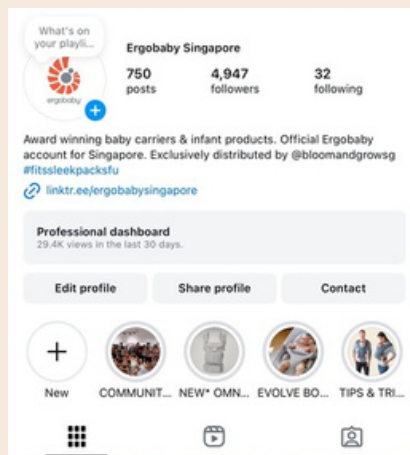 What's on
your playli...
ergobaby
Ergobaby Singapore
750
posts
4,947
followers
32
following
Award winning baby carriers & infant products. Official Ergobaby
account for Singapore. Exclusively distributed by @bloomandgrowsg
#fitssleekpacksfu
linktr.ee/ergobabysingapore
Professional dashboard
29.4K views in the last 30 days.
Edit profile
Share profile
Contact
New
COMMUNIT...
NEW* OMN...
EVOLVE BO...
TIPS & TRI...